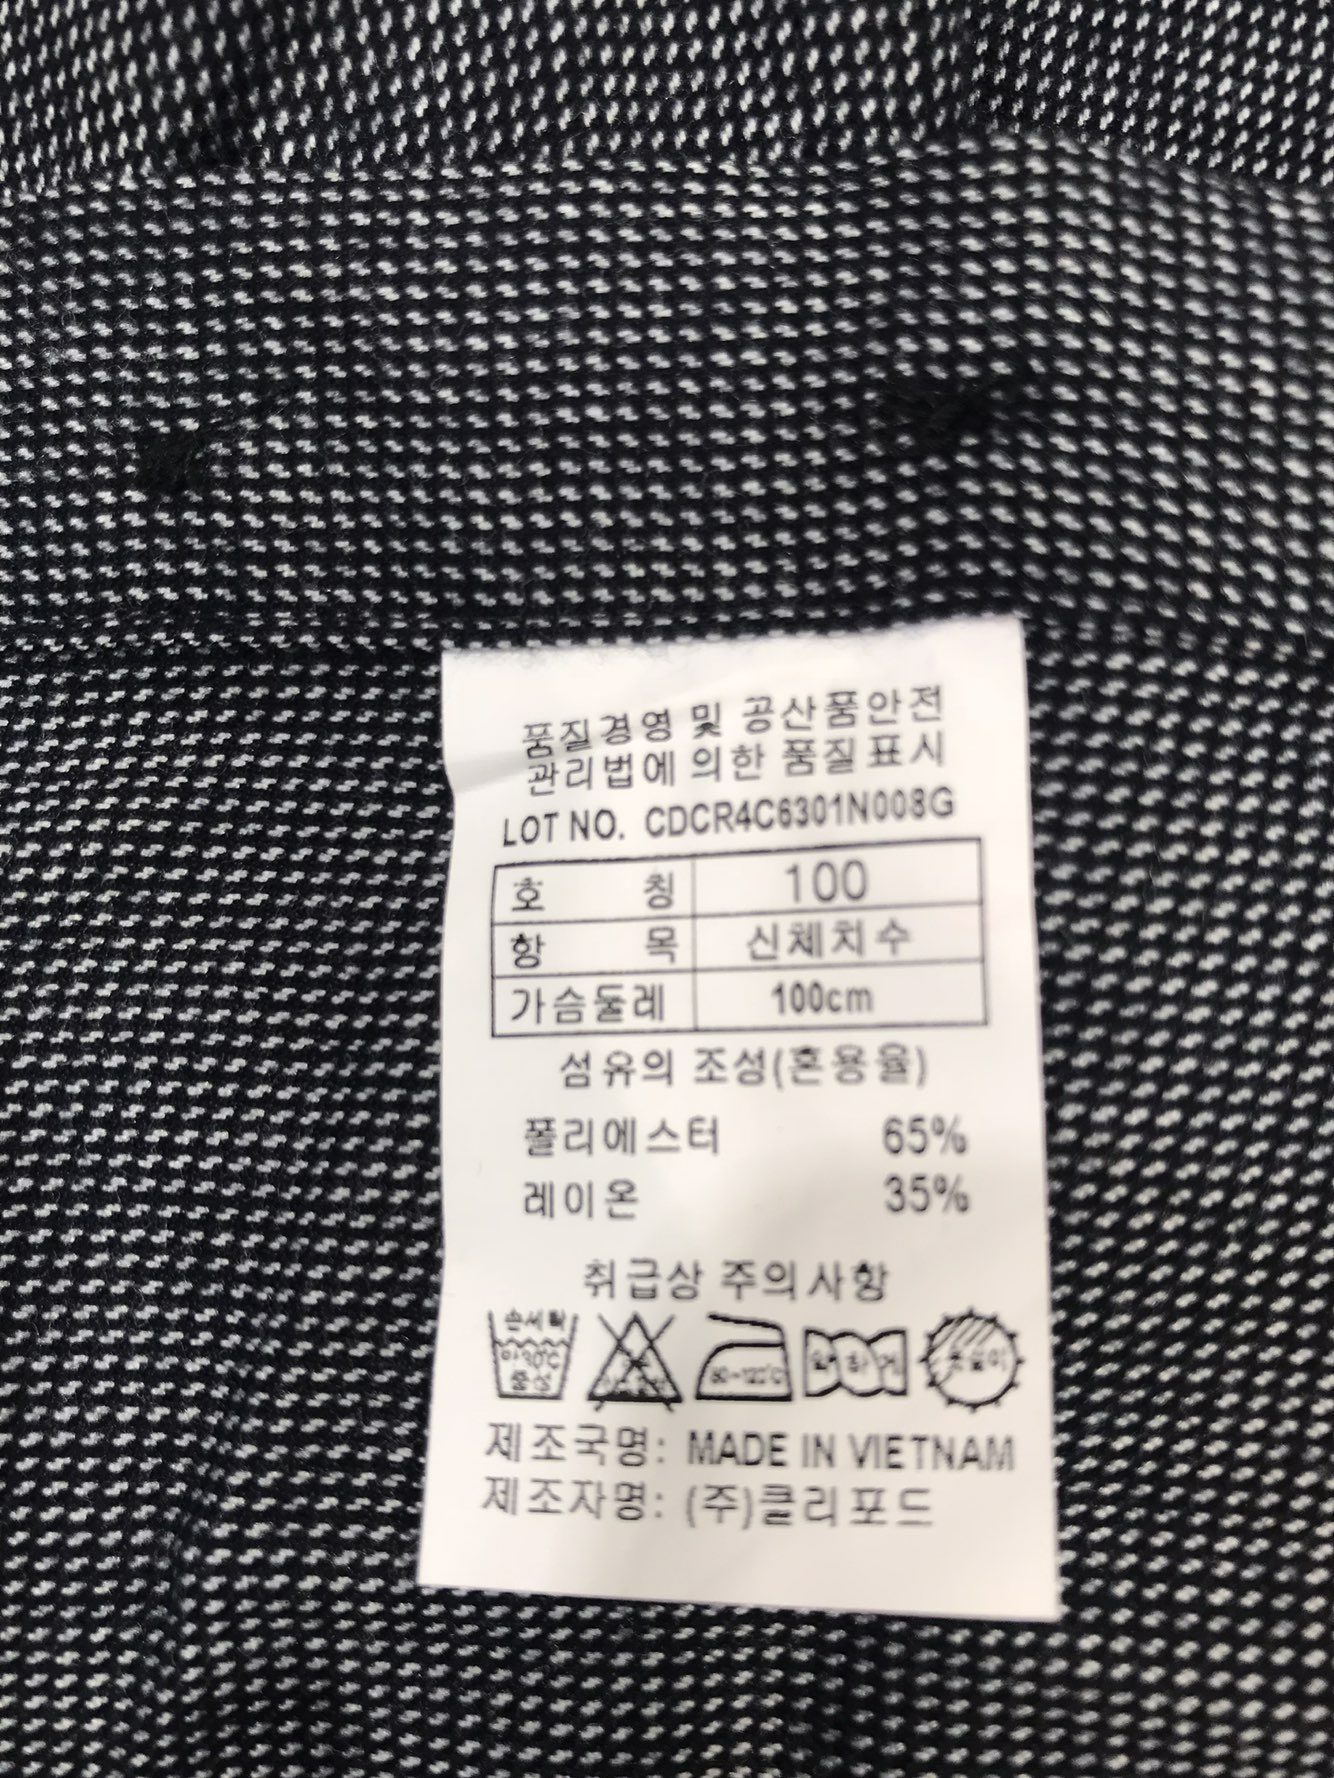 품질경영 및 공산품안전
관리법에 의한 품질표시
LOT NO. CDCR4C6301N008G
호 칭 100
항 목 신체치수
가슴둘레 100cm
섬유의 조성(혼용율)
폴리에스터 65%
레이온 35%
취급상 주의사항
손세탁
중성
80~120℃
약하게
제조국명: MADE IN VIETNAM
제조자명: (주)클리포드